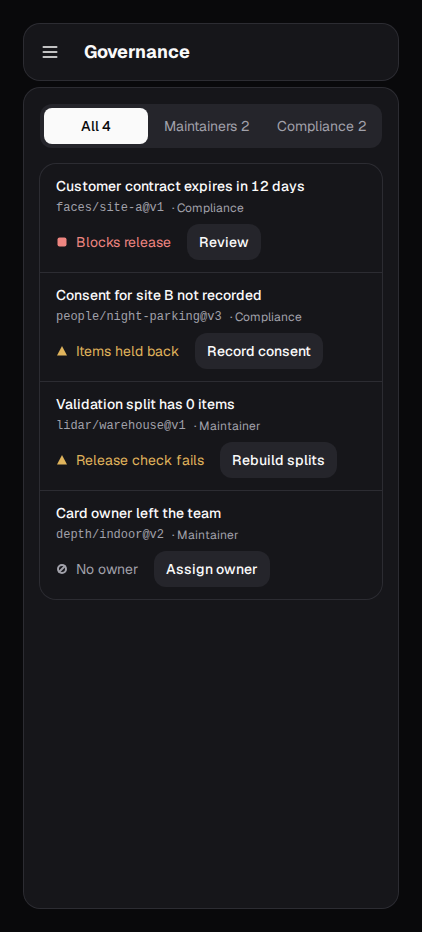 Governance
All 4 Maintainers 2 Compliance 2
Customer contract expires in 12 days
faces/site-a@v1 · Compliance
Blocks release Review
Consent for site B not recorded
people/night-parking@v3 · Compliance
Items held back Record consent
Validation split has 0 items
lidar/warehouse@v1 · Maintainer
Release check fails Rebuild splits
Card owner left the team
depth/indoor@v2 · Maintainer
No owner Assign owner